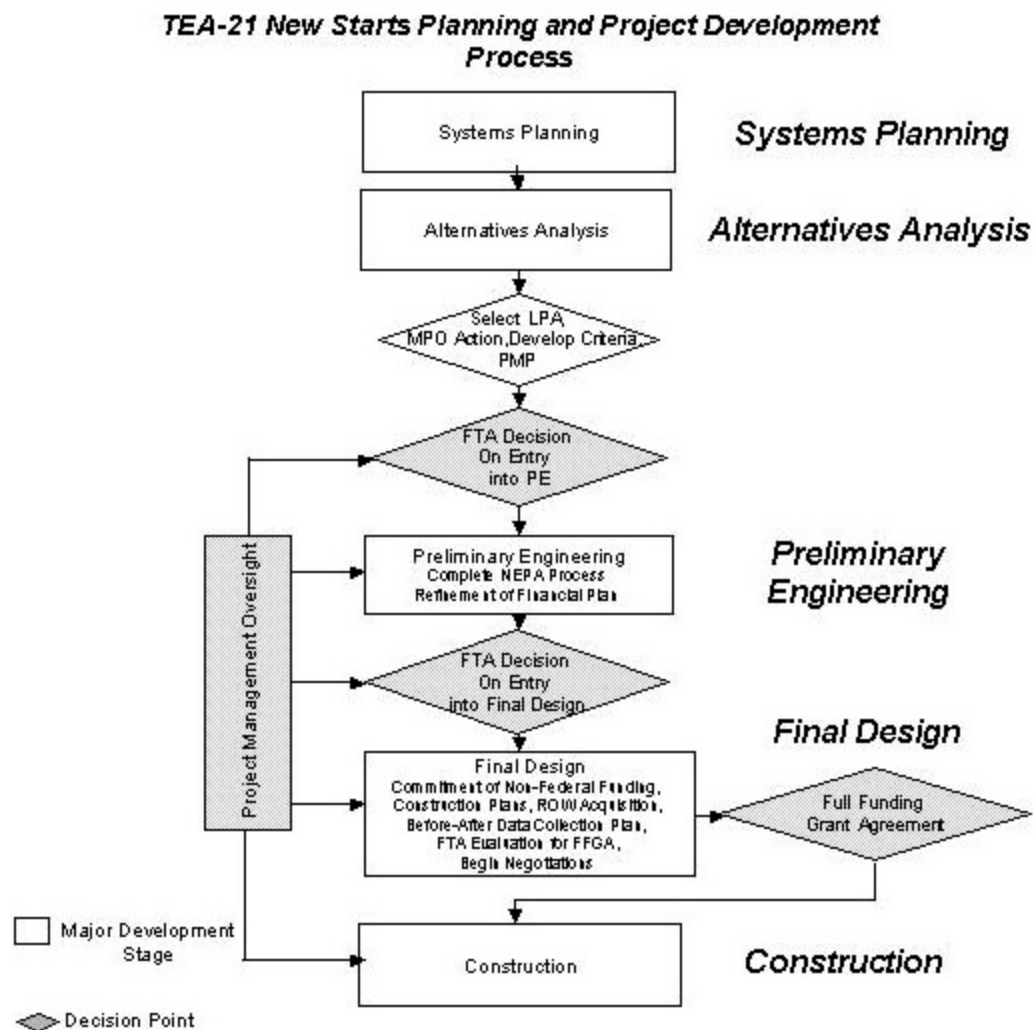 TEA-21 New Starts Planning and Project Development
Process
Systems Planning
Systems Planning
Alternatives Analysis
Alternatives Analysis
Select LPA,
MPO Action,Develop Criteria,
PMP
FTA Decision
On Entry
into PE
Project Management Oversight
Preliminary Engineering
Complete NEPA Process
Refinement of Financial Plan
Preliminary
Engineering
FTA Decision
On Entry
into Final Design
Final Design
Final Design
Commitment of Non-Federal Funding,
Construction Plans, ROW Acquisition,
Before-After Data Collection Plan,
FTA Evaluation for FFGA,
Begin Negotiations
Full Funding
Grant Agreement
Major Development
Stage
Construction
Construction
Decision Point